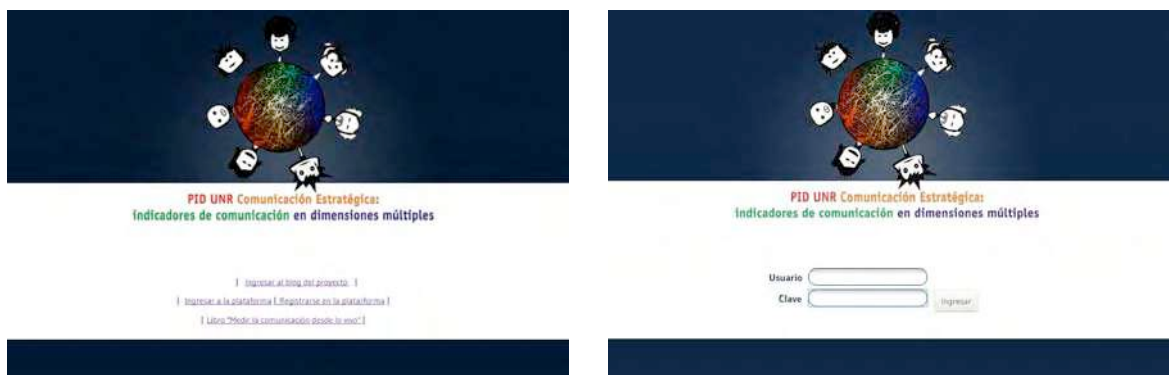 PID UNR Comunicación Estratégica:
indicadores de comunicación en dimensiones múltiples
[ Ingresar al blog del proyecto ]
[ Ingresar a la plataforma [ Registrarse en la plataforma ]
[ Libro "Medir la comunicación desde lo vivo" ]
PID UNR Comunicación Estratégica:
indicadores de comunicación en dimensiones múltiples
Usuario
Clave
Ingresar